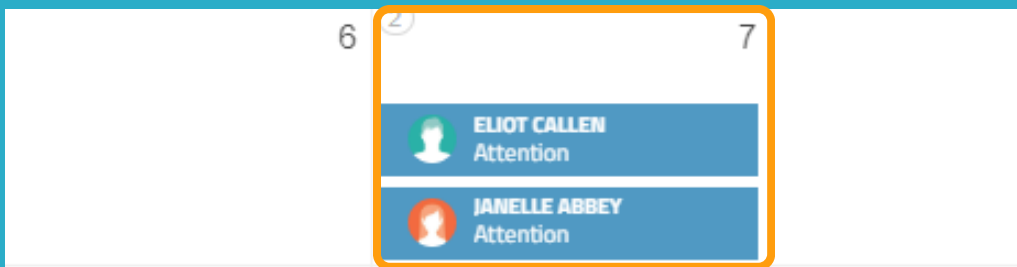 6
2
7
ELIOT CALLEN
Attention
JANELLE ABBEY
Attention